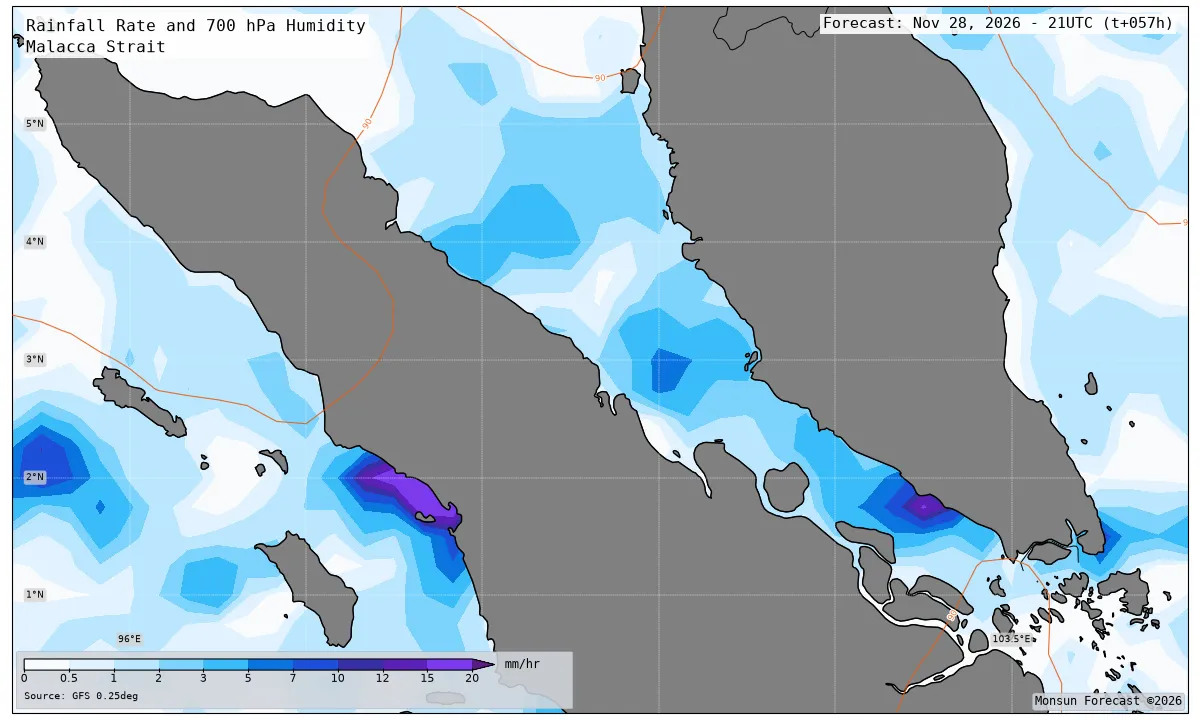 Rainfall Rate and 700 hPa Humidity
Malacca Strait
Forecast: Nov 28, 2026 - 21UTC (t+057h)
90
90
5°N
4°N
9
3°N
2°N
1°N
96°E
103.5°E
mm/hr
0 0.5 1 2 3 5 7 10 12 15 20
Source: GFS 0.25deg
Monsun Forecast ©2026